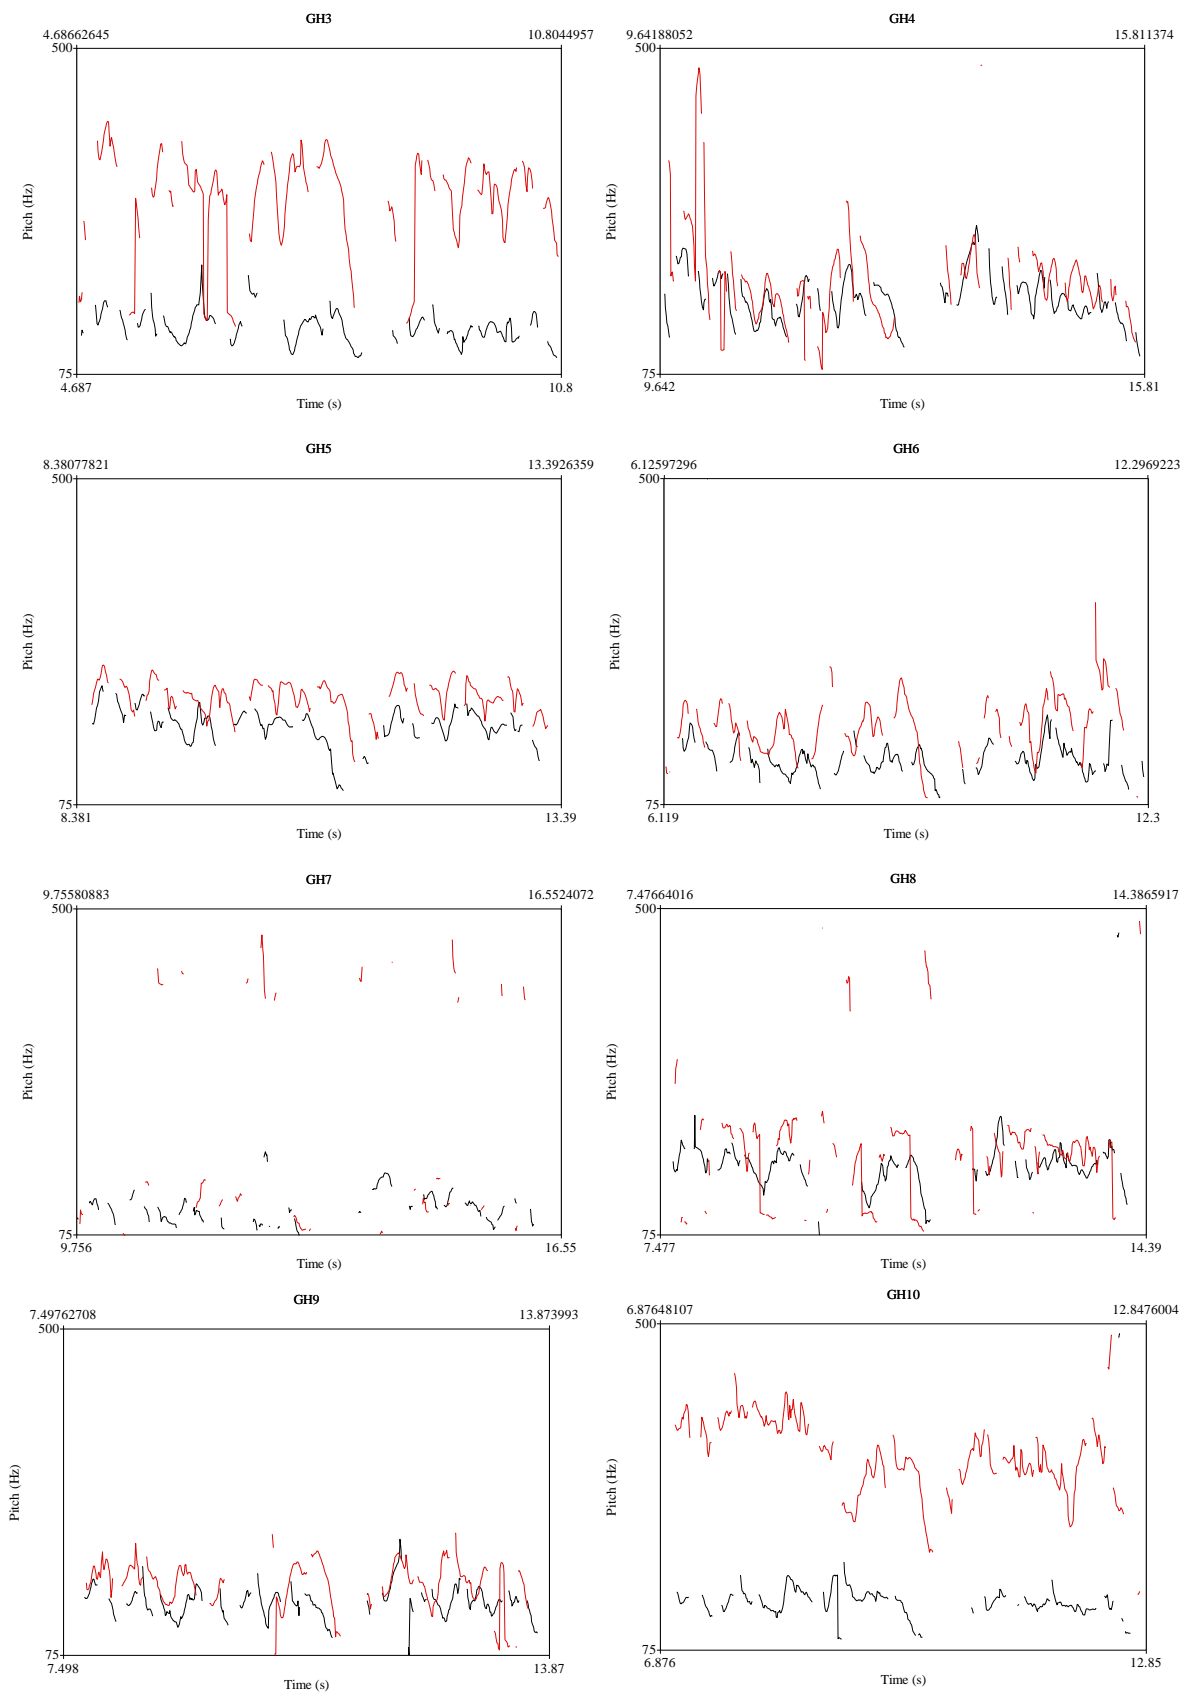 GH3
4.68662645 10.8044957
500
Pitch (Hz)
75
4.687 10.8
Time (s)
GH4
9.64188052 15.811374
500
Pitch (Hz)
75
9.642 15.81
Time (s)
GH5
8.38077821 13.3926359
500
Pitch (Hz)
75
8.381 13.39
Time (s)
GH6
6.12597296 12.2969223
500
Pitch (Hz)
75
6.119 12.3
Time (s)
GH7
9.75580883 16.5524072
500
Pitch (Hz)
75
9.756 16.55
Time (s)
GH8
7.47664016 14.3865917
500
Pitch (Hz)
75
7.477 14.39
Time (s)
GH9
7.49762708 13.873993
500
Pitch (Hz)
75
7.498 13.87
Time (s)
GH10
6.87648107 12.8476004
500
Pitch (Hz)
75
6.876 12.85
Time (s)